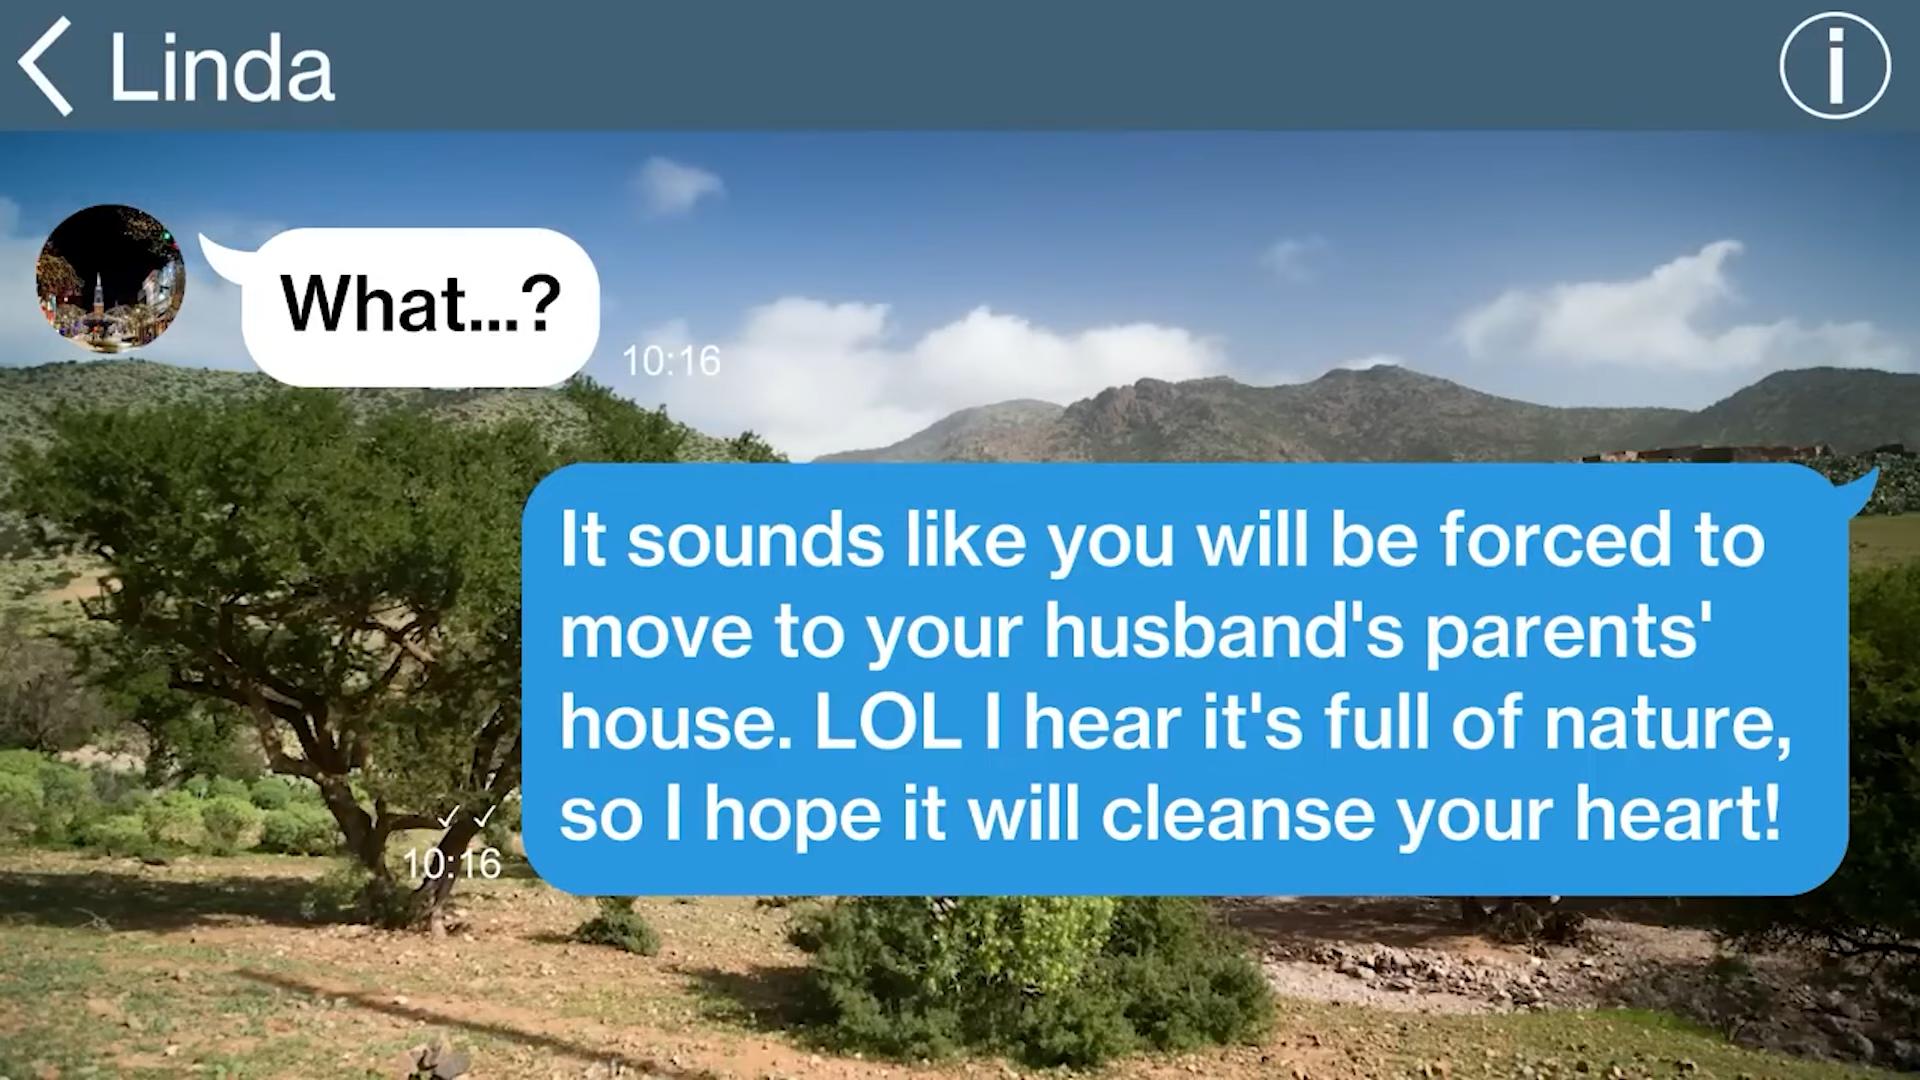 Linda
What...?
10:16
It sounds like you will be forced to
move to your husband's parents'
house. LOL I hear it's full of nature,
so I hope it will cleanse your heart!
10:16